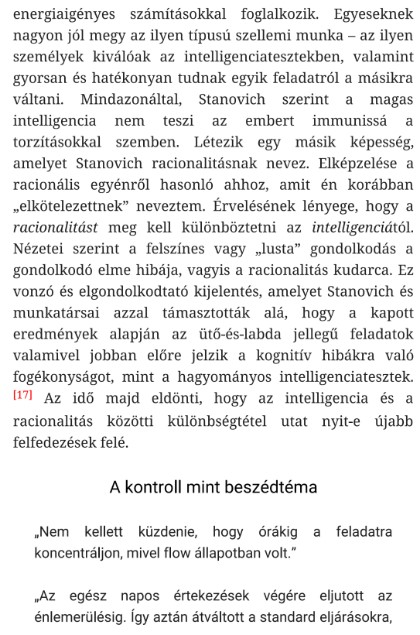 energiaigényes számításokkal foglalkozik. Egyeseknek
nagyon jól megy az ilyen típusú szellemi munka – az ilyen
személyek kiválóak az intelligenciatesztekben, valamint
gyorsan és hatékonyan tudnak egyik feladatról a másikra
váltani. Mindazonáltal, Stanovich szerint a magas
intelligencia nem teszi az embert immunissá a
torzításokkal szemben. Létezik egy másik képesség,
amelyet Stanovich racionalitásnak nevez. Elképzelése a
racionális egyénről hasonló ahhoz, amit én korábban
„elkötelezettnek” neveztem. Érvelésének lényege, hogy a
racionalitást meg kell különböztetni az intelligenciától.
Nézetei szerint a felszínes vagy „lusta” gondolkodás a
gondolkodó elme hibája, vagyis a racionalitás kudarca. Ez
vonzó és elgondolkodtató kijelentés, amelyet Stanovich és
munkatársai azzal támasztották alá, hogy a kapott
eredmények alapján az ütő-és-labda jellegű feladatok
valamivel jobban előre jelzik a kognitív hibákra való
fogékonyságot, mint a hagyományos intelligenciatesztek.
[17] Az idő majd eldönti, hogy az intelligencia és a
racionalitás közötti különbségtétel utat nyit-e újabb
felfedezések felé.
A kontroll mint beszédtéma
„Nem kellett küzdenie, hogy órákig a feladatra
koncentráljon, mivel flow állapotban volt.”
„Az egész napos értekezések végére eljutott az
énlemerülésig. Így aztán átváltott a standard eljárásokra,